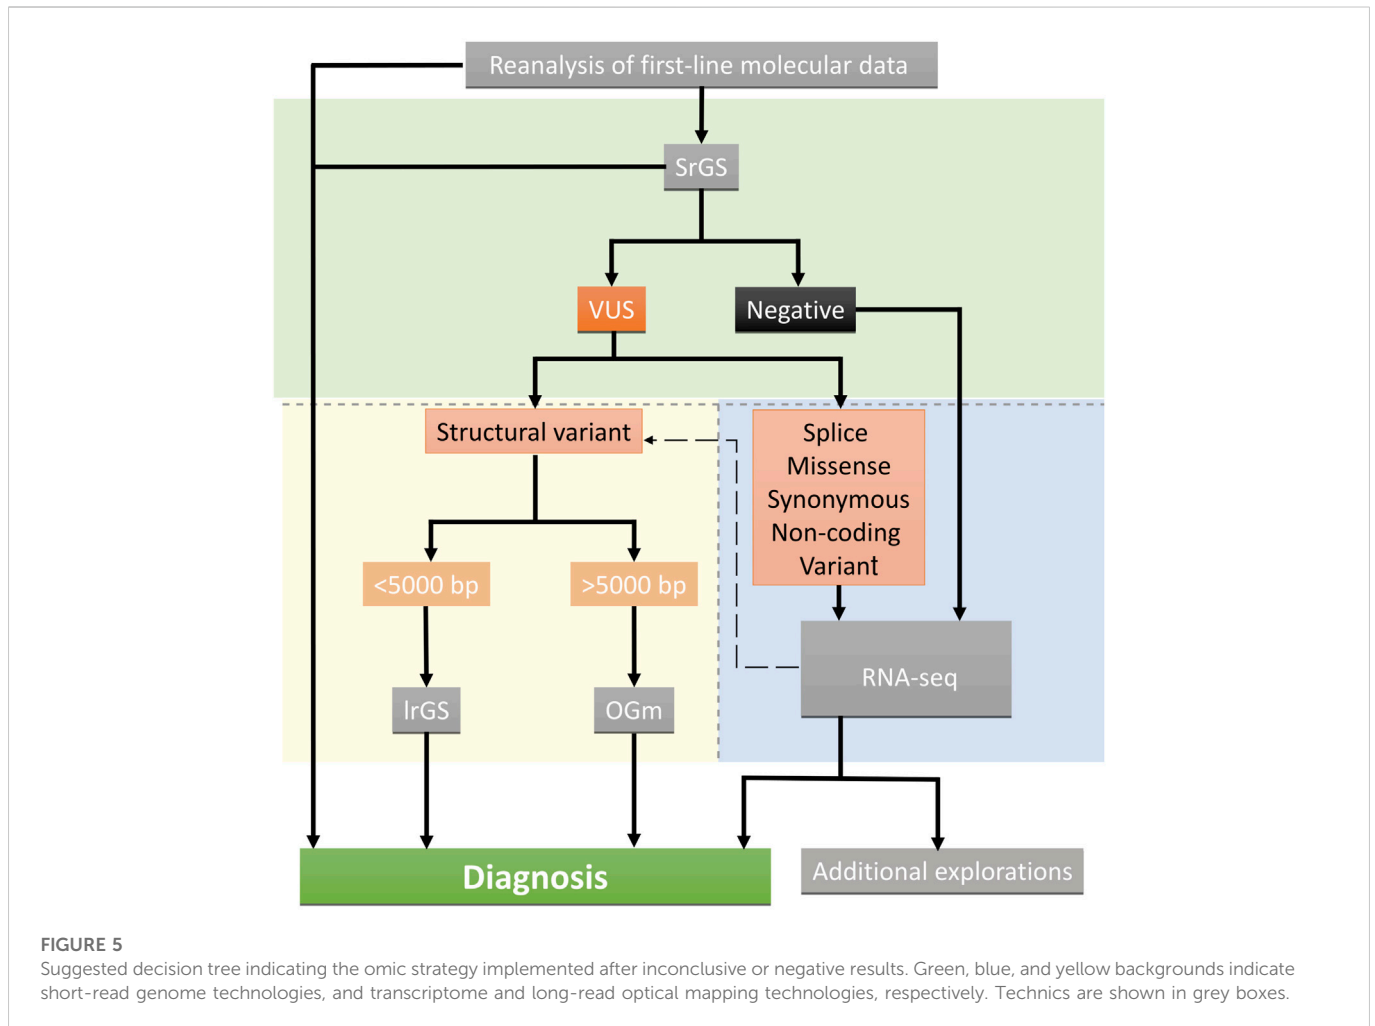 Reanalysis of first-line molecular data
SrGS
VUS
Negative
Structural variant
Splice
Missense
Synonymous
Non-coding
Variant
<5000 bp
>5000 bp
RNA-seq
lrGS
OGm
Diagnosis
Additional explorations
FIGURE 5
Suggested decision tree indicating the omic strategy implemented after inconclusive or negative results. Green, blue, and yellow backgrounds indicate
short-read genome technologies, and transcriptome and long-read optical mapping technologies, respectively. Technics are shown in grey boxes.